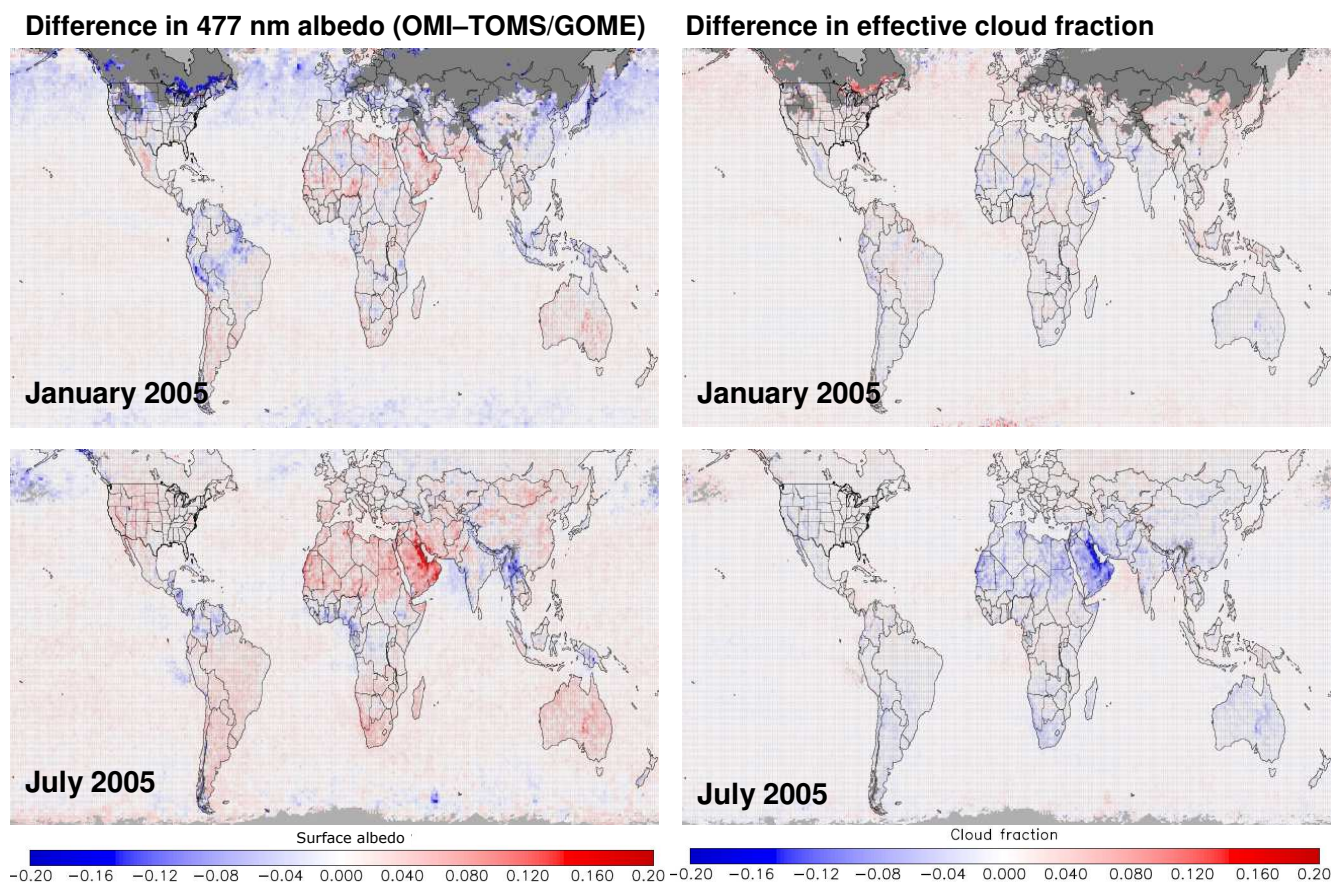 Difference in 477 nm albedo (OMI–TOMS/GOME)
Difference in effective cloud fraction
January 2005
January 2005
July 2005
July 2005
Surface albedo
Cloud fraction
−0.20 −0.16 −0.12 −0.08 −0.04 0.000 0.040 0.080 0.120 0.160 0.20
−0.20 −0.16 −0.12 −0.08 −0.04 0.000 0.040 0.080 0.120 0.160 0.20